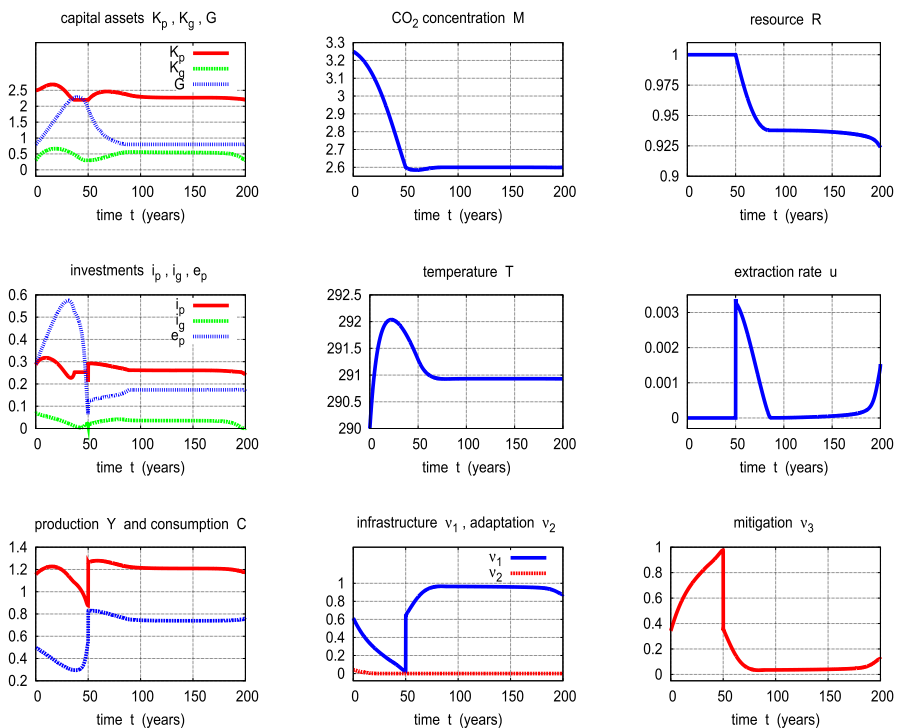 capital assets K_p , K_g , G
CO_2 concentration M
resource R
K_p
K_g
G
2.5
2
1.5
1
0.5
0
0 50 100 150 200
time t (years)
3.3
3.2
3.1
3
2.9
2.8
2.7
2.6
0 50 100 150 200
time t (years)
1
0.975
0.95
0.925
0.9
0 50 100 150 200
time t (years)
investments i_p , i_g , e_p
temperature T
extraction rate u
i_p
i_g
e_p
0.6
0.5
0.4
0.3
0.2
0.1
0
0 50 100 150 200
time t (years)
292.5
292
291.5
291
290.5
290
0 50 100 150 200
time t (years)
0.003
0.002
0.001
0
0 50 100 150 200
time t (years)
production Y and consumption C
infrastructure ν_1 , adaptation ν_2
mitigation ν_3
1.4
1.2
1
0.8
0.6
0.4
0.2
0 50 100 150 200
time t (years)
ν_1
ν_2
1
0.8
0.6
0.4
0.2
0
0 50 100 150 200
time t (years)
1
0.8
0.6
0.4
0.2
0
0 50 100 150 200
time t (years)